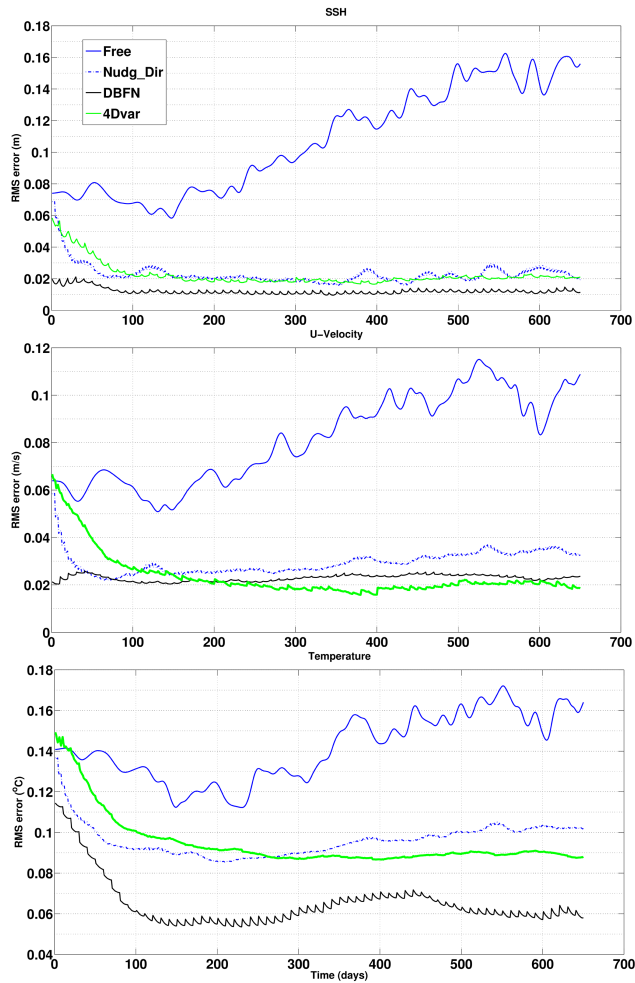 SSH
0.18
0.16
0.14
0.12
0.1
0.08
0.06
0.04
0.02
0
RMS error (m)
Free
Nudg_Dir
DBFN
4Dvar
0 100 200 300 400 500 600 700
U−Velocity
0.12
0.1
0.08
0.06
0.04
0.02
0
RMS error (m/s)
0 100 200 300 400 500 600 700
Temperature
0.18
0.16
0.14
0.12
0.1
0.08
0.06
0.04
RMS error (°C)
0 100 200 300 400 500 600 700
Time (days)